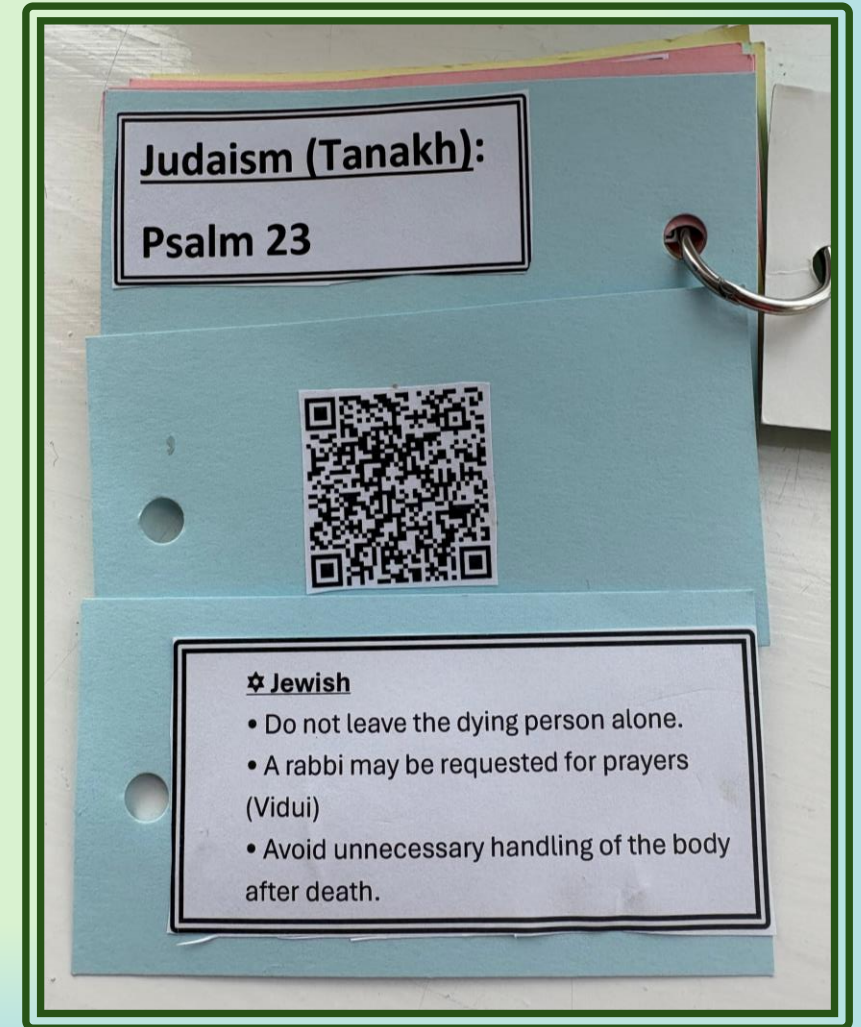 Judaism (Tanakh):
Psalm 23
✡ Jewish
• Do not leave the dying person alone.
• A rabbi may be requested for prayers
(Vidui)
• Avoid unnecessary handling of the body
after death.